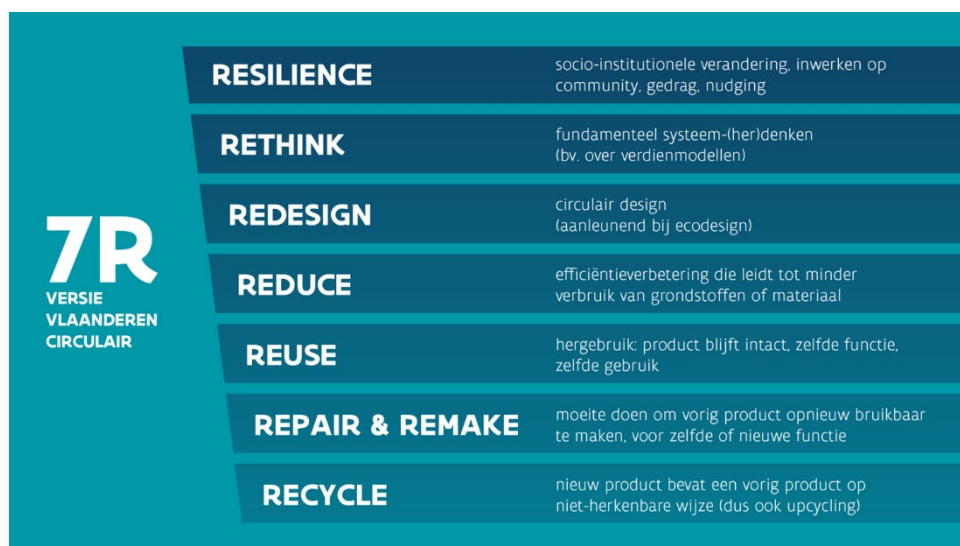 7R
VERSIE
VLAANDEREN
CIRCULAIR
RESILIENCE
socio-institutionele verandering, inwerken op
community, gedrag, nudging
RETHINK
fundamenteel systeem-(her)denken
(bv. over verdienmodellen)
REDESIGN
circulair design
(aanleunend bij ecodesign)
REDUCE
efficiëntieverbetering die leidt tot minder
verbruik van grondstoffen of materiaal
REUSE
hergebruik: product blijft intact, zelfde functie,
zelfde gebruik
REPAIR & REMAKE
moeite doen om vorig product opnieuw bruikbaar
te maken, voor zelfde of nieuwe functie
RECYCLE
nieuw product bevat een vorig product op
niet-herkenbare wijze (dus ook upcycling)